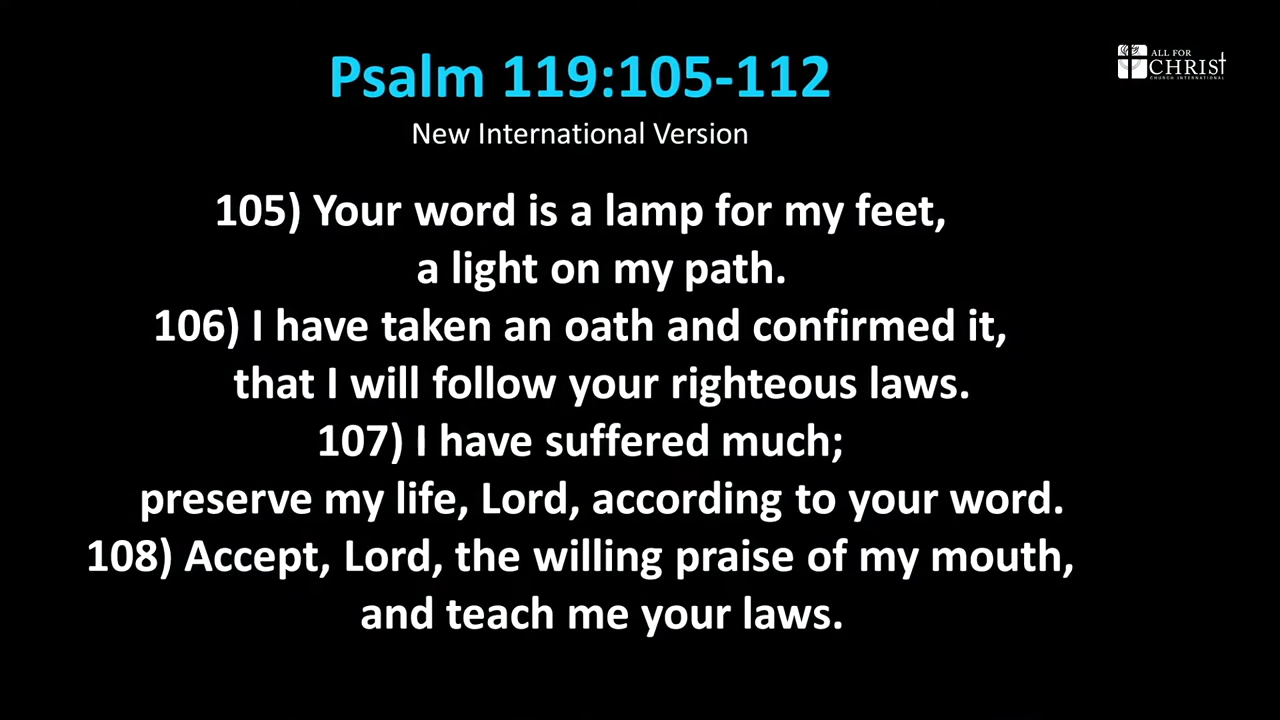 Psalm 119:105-112
ALL FOR
CHRIST
CHURCH INTERNATIONAL
New International Version
105) Your word is a lamp for my feet,
a light on my path.
106) I have taken an oath and confirmed it,
that I will follow your righteous laws.
107) I have suffered much;
preserve my life, Lord, according to your word.
108) Accept, Lord, the willing praise of my mouth,
and teach me your laws.